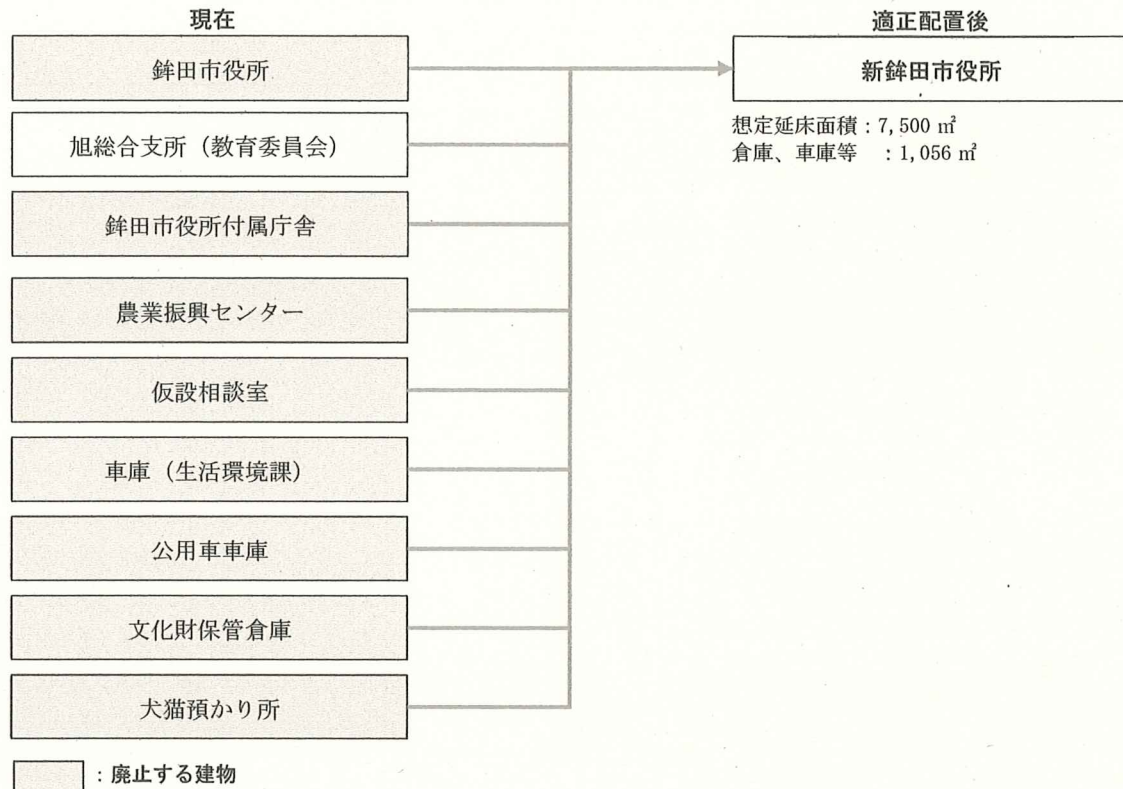 現在
鉾田市役所
旭総合支所（教育委員会）
鉾田市役所付属庁舎
農業振興センター
仮設相談室
車庫（生活環境課）
公用車車庫
文化財保管倉庫
犬猫預かり所
：廃止する建物
適正配置後
新鉾田市役所
想定延床面積：7,500 ㎡
倉庫、車庫等　：1,056 ㎡